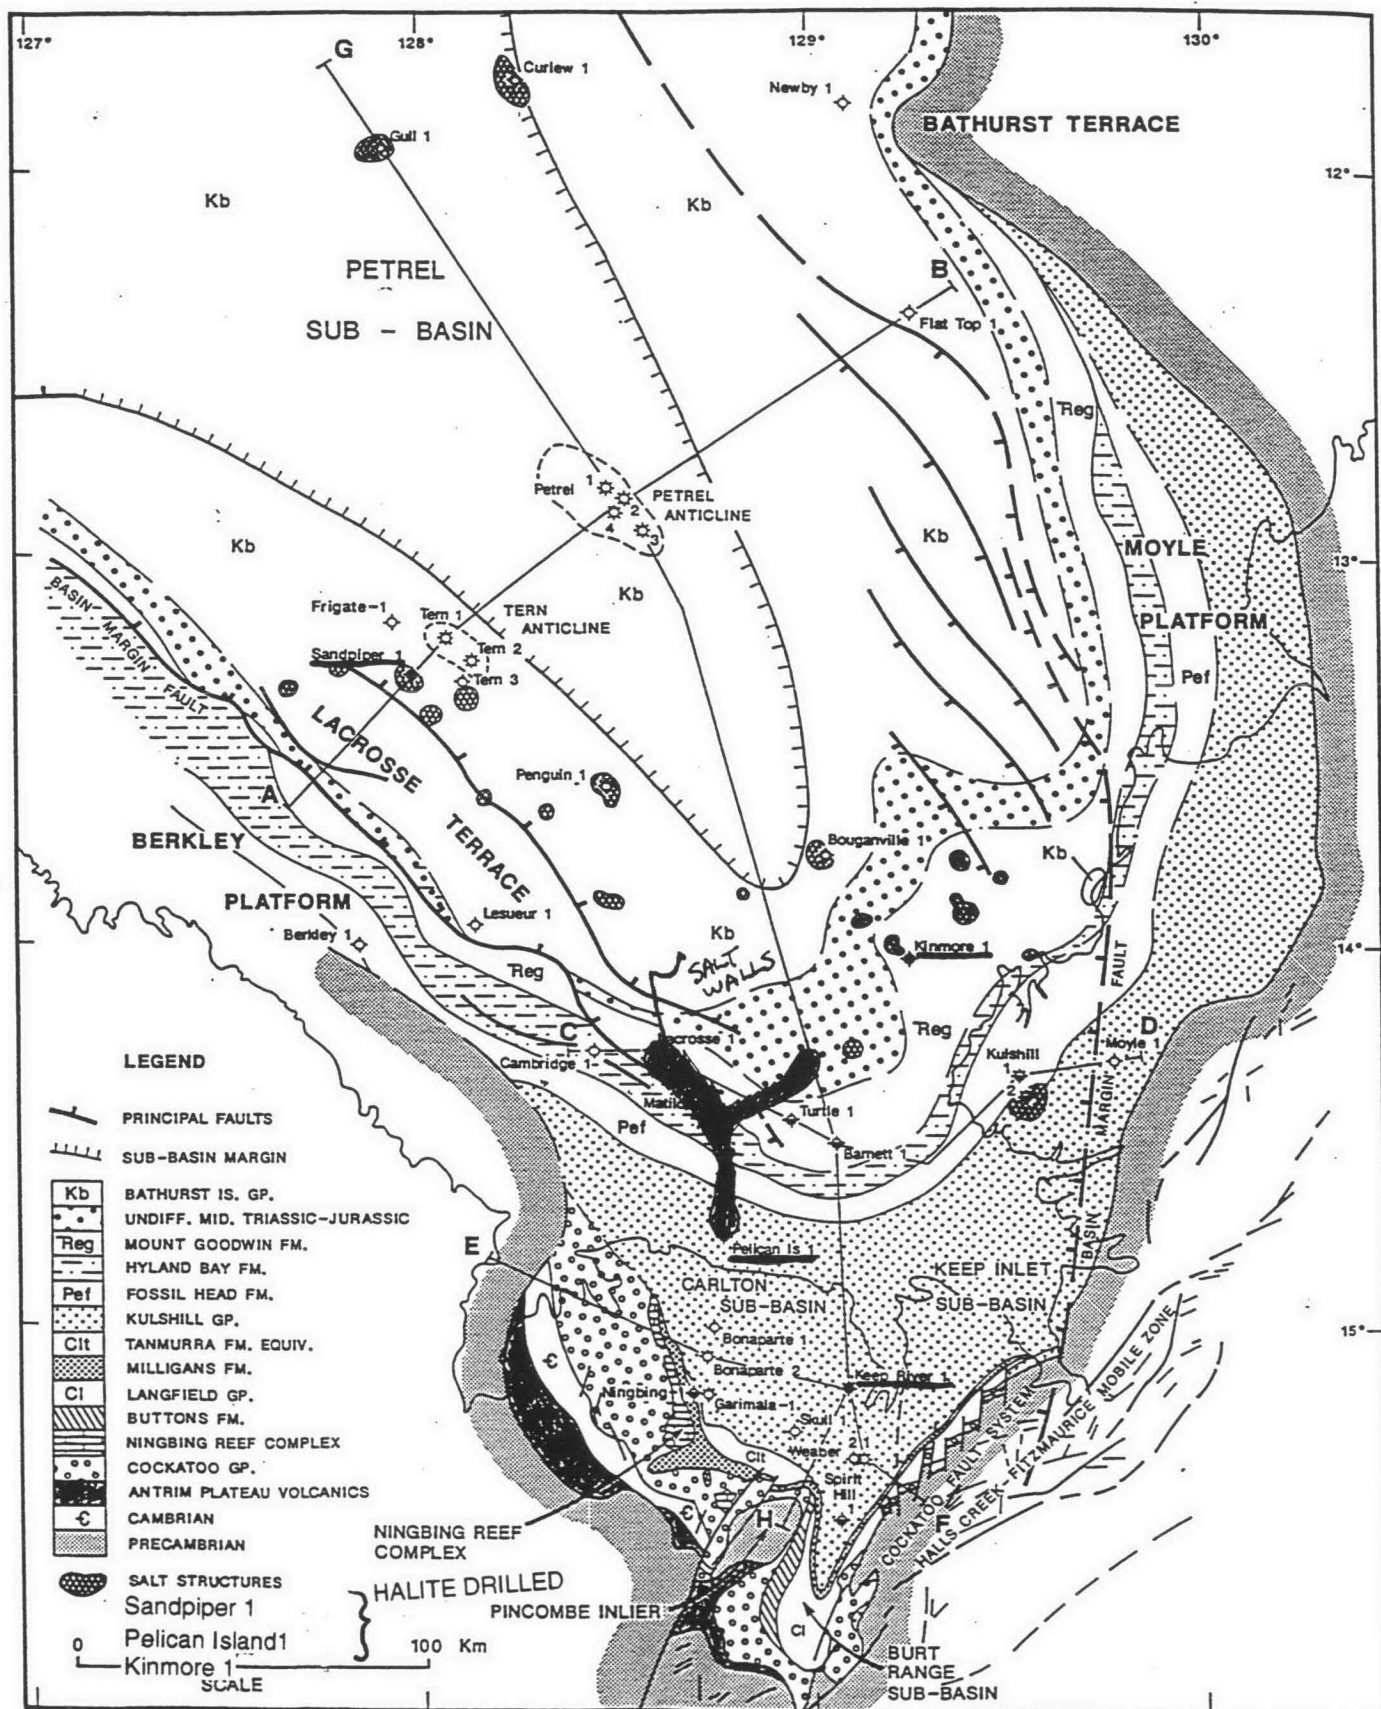 127°
128°
129°
130°
G
Curlew 1
Newby 1
BATHURST TERRACE
Gull 1
12°
Kb
Kb
PETREL
SUB - BASIN
B
Flat Top 1
Reg
Petrel
1
2
4
3
PETREL
ANTICLINE
Kb
Kb
MOYLE
13°
BASIN MARGIN FAULT
Frigate-1
Tern 1
TERN
ANTICLINE
Kb
PLATFORM
Sandpiper 1
Tern 2
Tern 3
Pef
LACROSSE
TERRACE
A
Penguin 1
BERKLEY
PLATFORM
Bouganville 1
Kb
Lesueur 1
Berkley 1
Kb
SALT
WALLS
Kinmore 1
14°
Reg
FAULT
Reg
C
Lacrosse 1
D
Moyle 1
Cambridge 1
Kulshill
1
2
LEGEND
Turtle 1
MARGIN
PRINCIPAL FAULTS
Pef
Barnett 1
SUB-BASIN MARGIN
Kb BATHURST IS. GP.
UNDIFF. MID. TRIASSIC-JURASSIC
Reg MOUNT GOODWIN FM.
HYLAND BAY FM.
Pef FOSSIL HEAD FM.
KULSHILL GP.
Clt TANMURRA FM. EQUIV.
MILLIGANS FM.
Cl LANGFIELD GP.
BUTTONS FM.
NINGBING REEF COMPLEX
COCKATOO GP.
ANTRIM PLATEAU VOLCANICS
-C CAMBRIAN
PRECAMBRIAN
SALT STRUCTURES
E
Pelican Is 1
BASIN
CARLTON
SUB-BASIN
KEEP INLET
SUB-BASIN
15°
Bonaparte 1
-C
Bonaparte 2
Keep River 1
Ningbing
Garimala-1
Skull 1
Weaber 2 1
Clt
Spirit
Hill
1
H
F
COCKATOO FAULT SYSTEM
HALLS CREEK-FITZMAURICE MOBILE ZONE
NINGBING REEF
COMPLEX
PINCOMBE INLIER
Cl
BURT
RANGE
SUB-BASIN
HALITE DRILLED
Sandpiper 1
Pelican Island1
Kinmore 1
0 100 Km
SCALE